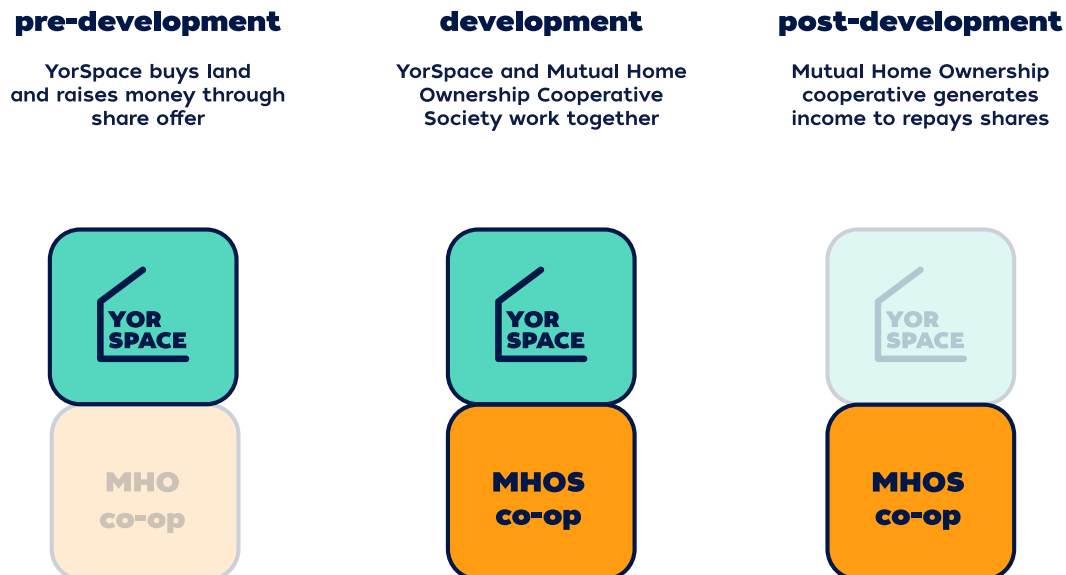 pre-development
YorSpace buys land
and raises money through
share offer
YOR
SPACE
MHO
co-op
development
YorSpace and Mutual Home
Ownership Cooperative
Society work together
YOR
SPACE
MHOS
co-op
post-development
Mutual Home Ownership
cooperative generates
income to repays shares
YOR
SPACE
MHOS
co-op